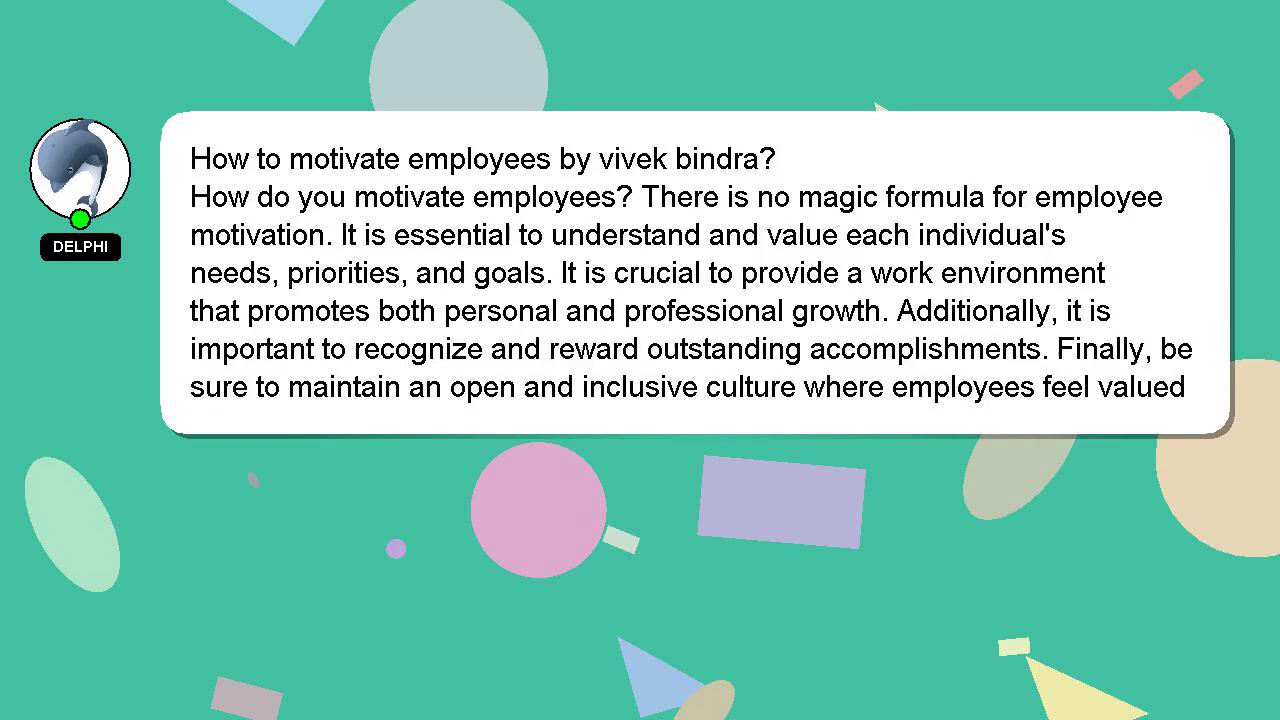 How to motivate employees by vivek bindra?
How do you motivate employees? There is no magic formula for employee
motivation. It is essential to understand and value each individual's
needs, priorities, and goals. It is crucial to provide a work environment
that promotes both personal and professional growth. Additionally, it is
important to recognize and reward outstanding accomplishments. Finally, be
sure to maintain an open and inclusive culture where employees feel valued
DELPHI